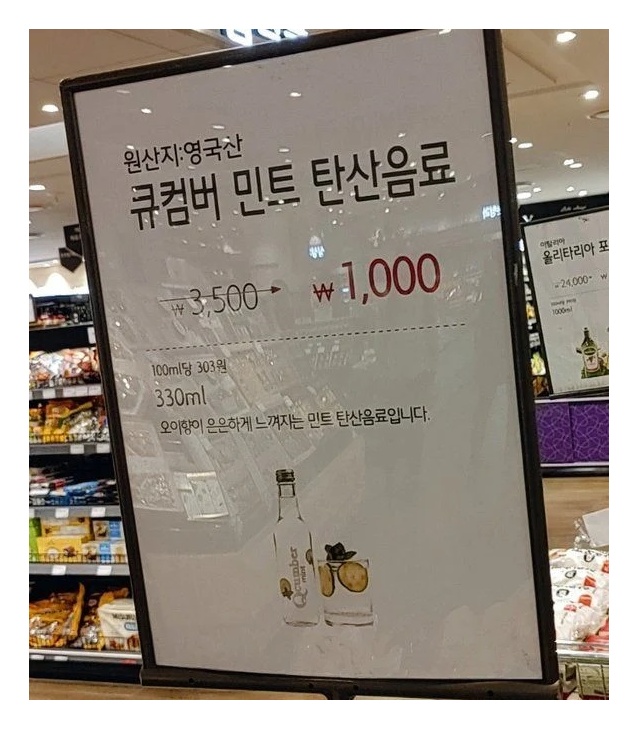 원산지:영국산
큐컴버 민트 탄산음료
₩3,500 ₩1,000
100ml당 303원
330ml
오이향이 은은하게 느껴지는 민트 탄산음료입니다.
Qcumber
mint
이탈리아
올리타리아 포
₩24,000 ₩
1000ml